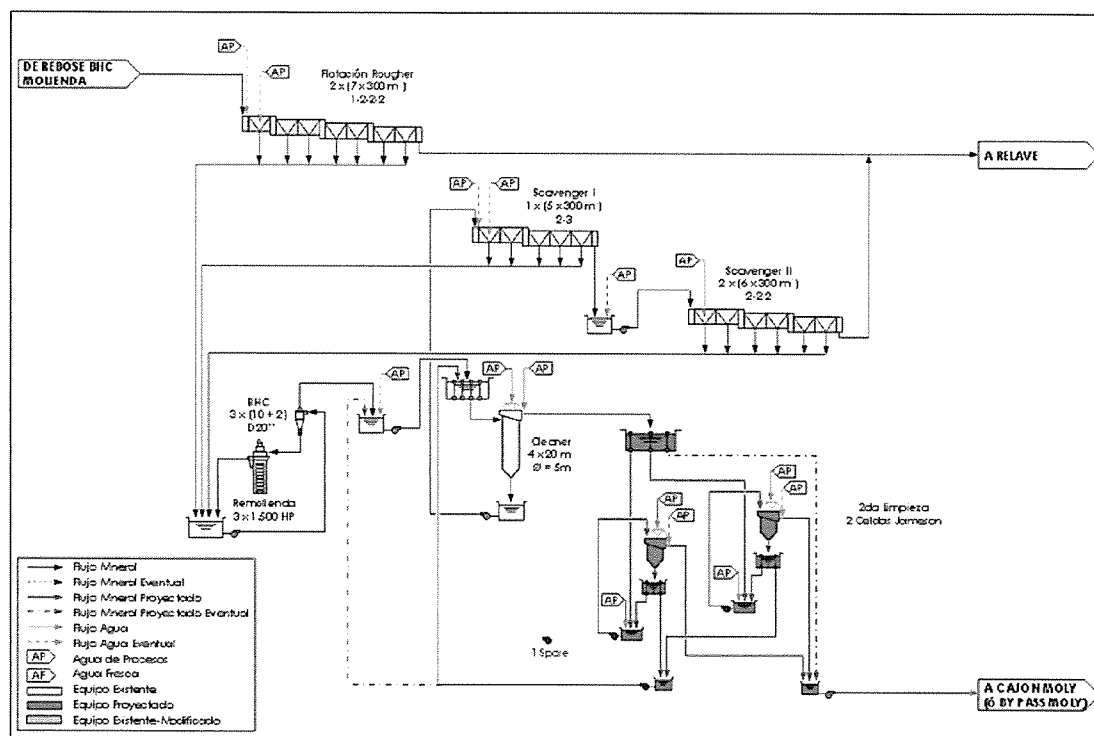 AP
DE REBOSE BHC
MOLIENDA
AP
Flotación Rougher
2 x (7 x 300 m³)
1-2-2-2
A RELAVE
AP
AP
Scavenger I
1 x (5 x 300 m³)
2-3
AP
Scavenger II
2 x (6 x 300 m³)
2-2-2
AP
AP
AP
AP
BHC
3 x (10 + 2)
D20"
Cleaner
4 x 20 m
Ø = 5m
Remolienda
3 x 1.500 HP
AP
AP
AP
AP
2da limpieza
2 Celdas Jameson
AP
AP
1 Spare
Flujo Mineral
Flujo Mineral Eventual
Flujo Mineral Proyectado
Flujo Mineral Proyectado Eventual
Flujo Agua
Flujo Agua Eventual
AP Agua de Procesos
AF Agua Fresca
Equipo Existente
Equipo Proyectado
Equipo Existente-Modificado
A CAJON MOLY
(ó BY PASS MOLY)